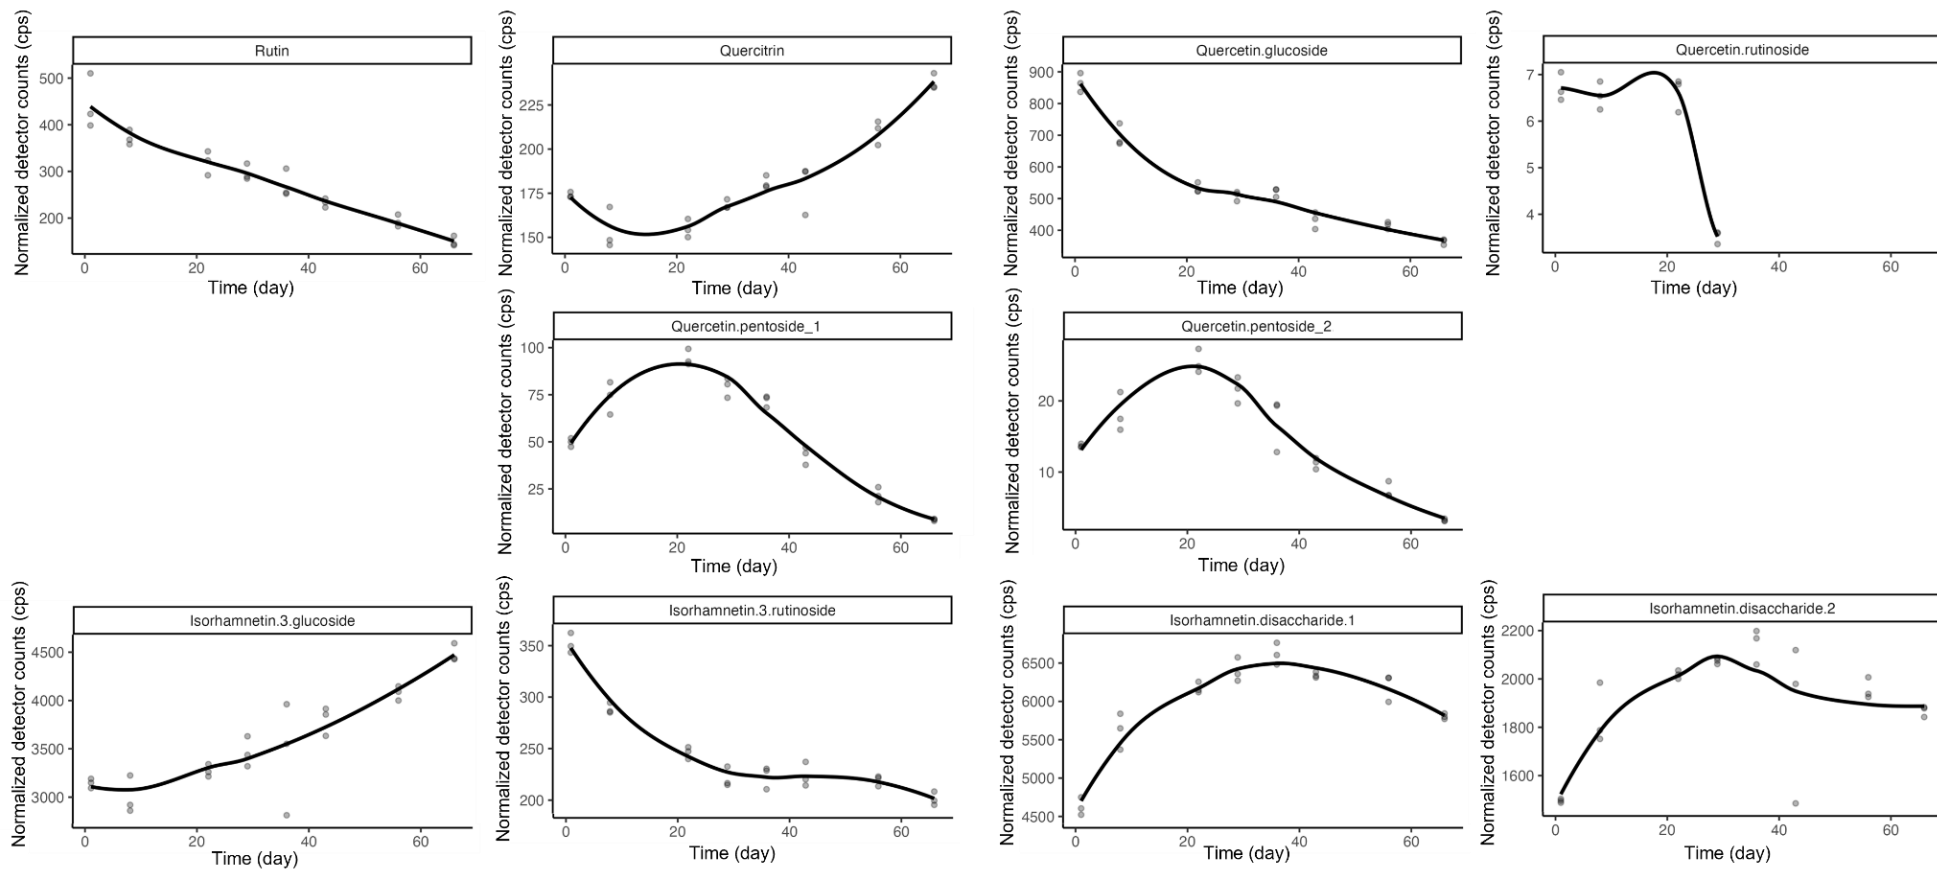 Normalized detector counts (cps)
Rutin
500
400
300
200
0
20
40
60
Time (day)
Normalized detector counts (cps)
Quercitrin
225
200
175
150
0
20
40
60
Time (day)
Normalized detector counts (cps)
Quercetin.glucoside
900
800
700
600
500
400
0
20
40
60
Time (day)
Normalized detector counts (cps)
Quercetin.rutinoside
7
6
5
4
0
20
40
60
Time (day)
Normalized detector counts (cps)
Quercetin.pentoside_1
100
75
50
25
0
20
40
60
Time (day)
Normalized detector counts (cps)
Quercetin.pentoside_2
20
10
0
20
40
60
Time (day)
Normalized detector counts (cps)
Isorhamnetin.3.glucoside
4500
4000
3500
3000
0
20
40
60
Time (day)
Normalized detector counts (cps)
Isorhamnetin.3.rutinoside
350
300
250
200
0
20
40
60
Time (day)
Normalized detector counts (cps)
Isorhamnetin.disaccharide.1
6500
6000
5500
5000
4500
0
20
40
60
Time (day)
Normalized detector counts (cps)
Isorhamnetin.disaccharide.2
2200
2000
1800
1600
0
20
40
60
Time (day)